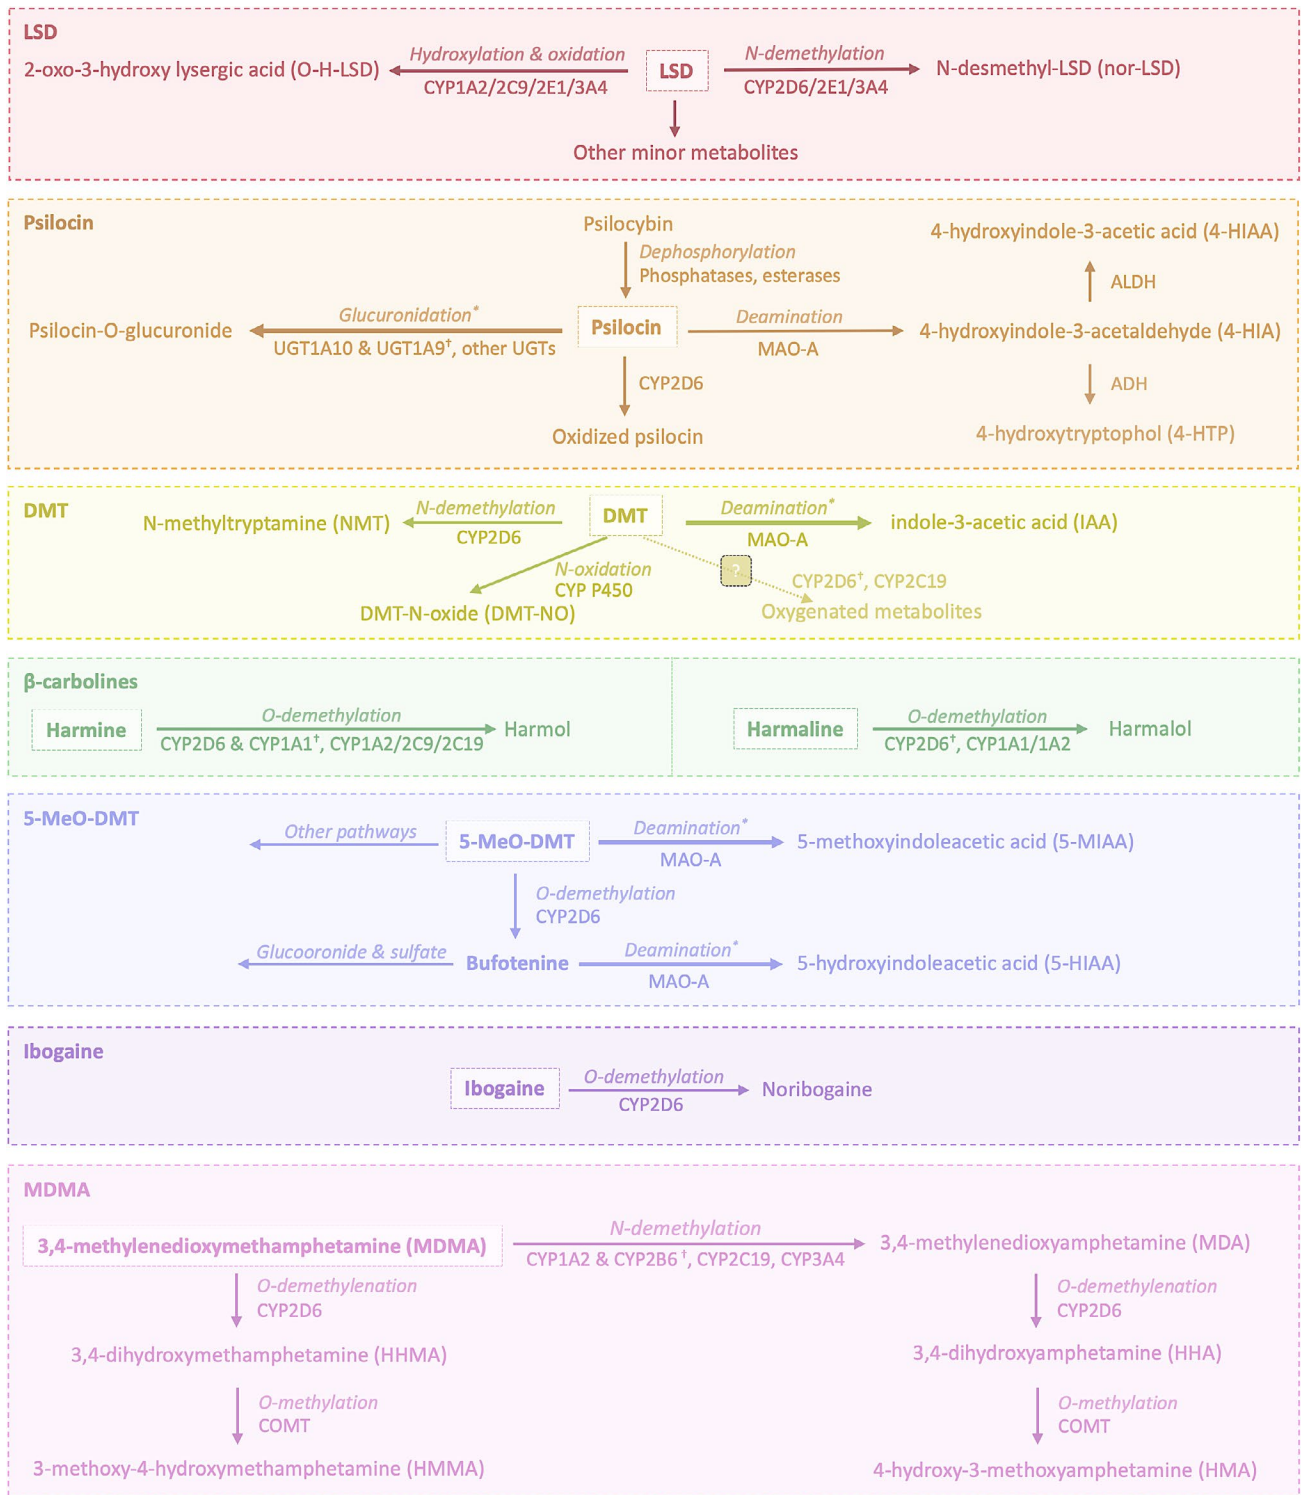 LSD
Hydroxylation & oxidation
N-demethylation
2-oxo-3-hydroxy lysergic acid (O-H-LSD)
LSD
N-desmethyl-LSD (nor-LSD)
CYP1A2/2C9/2E1/3A4
CYP2D6/2E1/3A4
Other minor metabolites
Psilocin
Psilocybin
4-hydroxyindole-3-acetic acid (4-HIAA)
Dephosphorylation
Phosphatases, esterases
ALDH
Glucuronidation*
Deamination
Psilocin-O-glucuronide
Psilocin
4-hydroxyindole-3-acetaldehyde (4-HIA)
UGT1A10 & UGT1A9†, other UGTs
MAO-A
CYP2D6
ADH
Oxidized psilocin
4-hydroxytryptophol (4-HTP)
DMT
N-demethylation
DMT
Deamination*
N-methyltryptamine (NMT)
indole-3-acetic acid (IAA)
CYP2D6
MAO-A
N-oxidation
?
CYP2D6†, CYP2C19
CYP P450
DMT-N-oxide (DMT-NO)
Oxygenated metabolites
β-carbolines
O-demethylation
O-demethylation
Harmine
Harmol
Harmaline
Harmalol
CYP2D6 & CYP1A1†, CYP1A2/2C9/2C19
CYP2D6†, CYP1A1/1A2
5-MeO-DMT
Other pathways
5-MeO-DMT
Deamination*
5-methoxyindoleacetic acid (5-MIAA)
MAO-A
O-demethylation
CYP2D6
Glucooronide & sulfate
Bufotenine
Deamination*
5-hydroxyindoleacetic acid (5-HIAA)
MAO-A
Ibogaine
O-demethylation
Ibogaine
Noribogaine
CYP2D6
MDMA
N-demethylation
3,4-methylenedioxymethamphetamine (MDMA)
3,4-methylenedioxyamphetamine (MDA)
CYP1A2 & CYP2B6 †, CYP2C19, CYP3A4
O-demethylenation
O-demethylenation
CYP2D6
CYP2D6
3,4-dihydroxymethamphetamine (HHMA)
3,4-dihydroxyamphetamine (HHA)
O-methylation
O-methylation
COMT
COMT
3-methoxy-4-hydroxymethamphetamine (HMMA)
4-hydroxy-3-methoxyamphetamine (HMA)